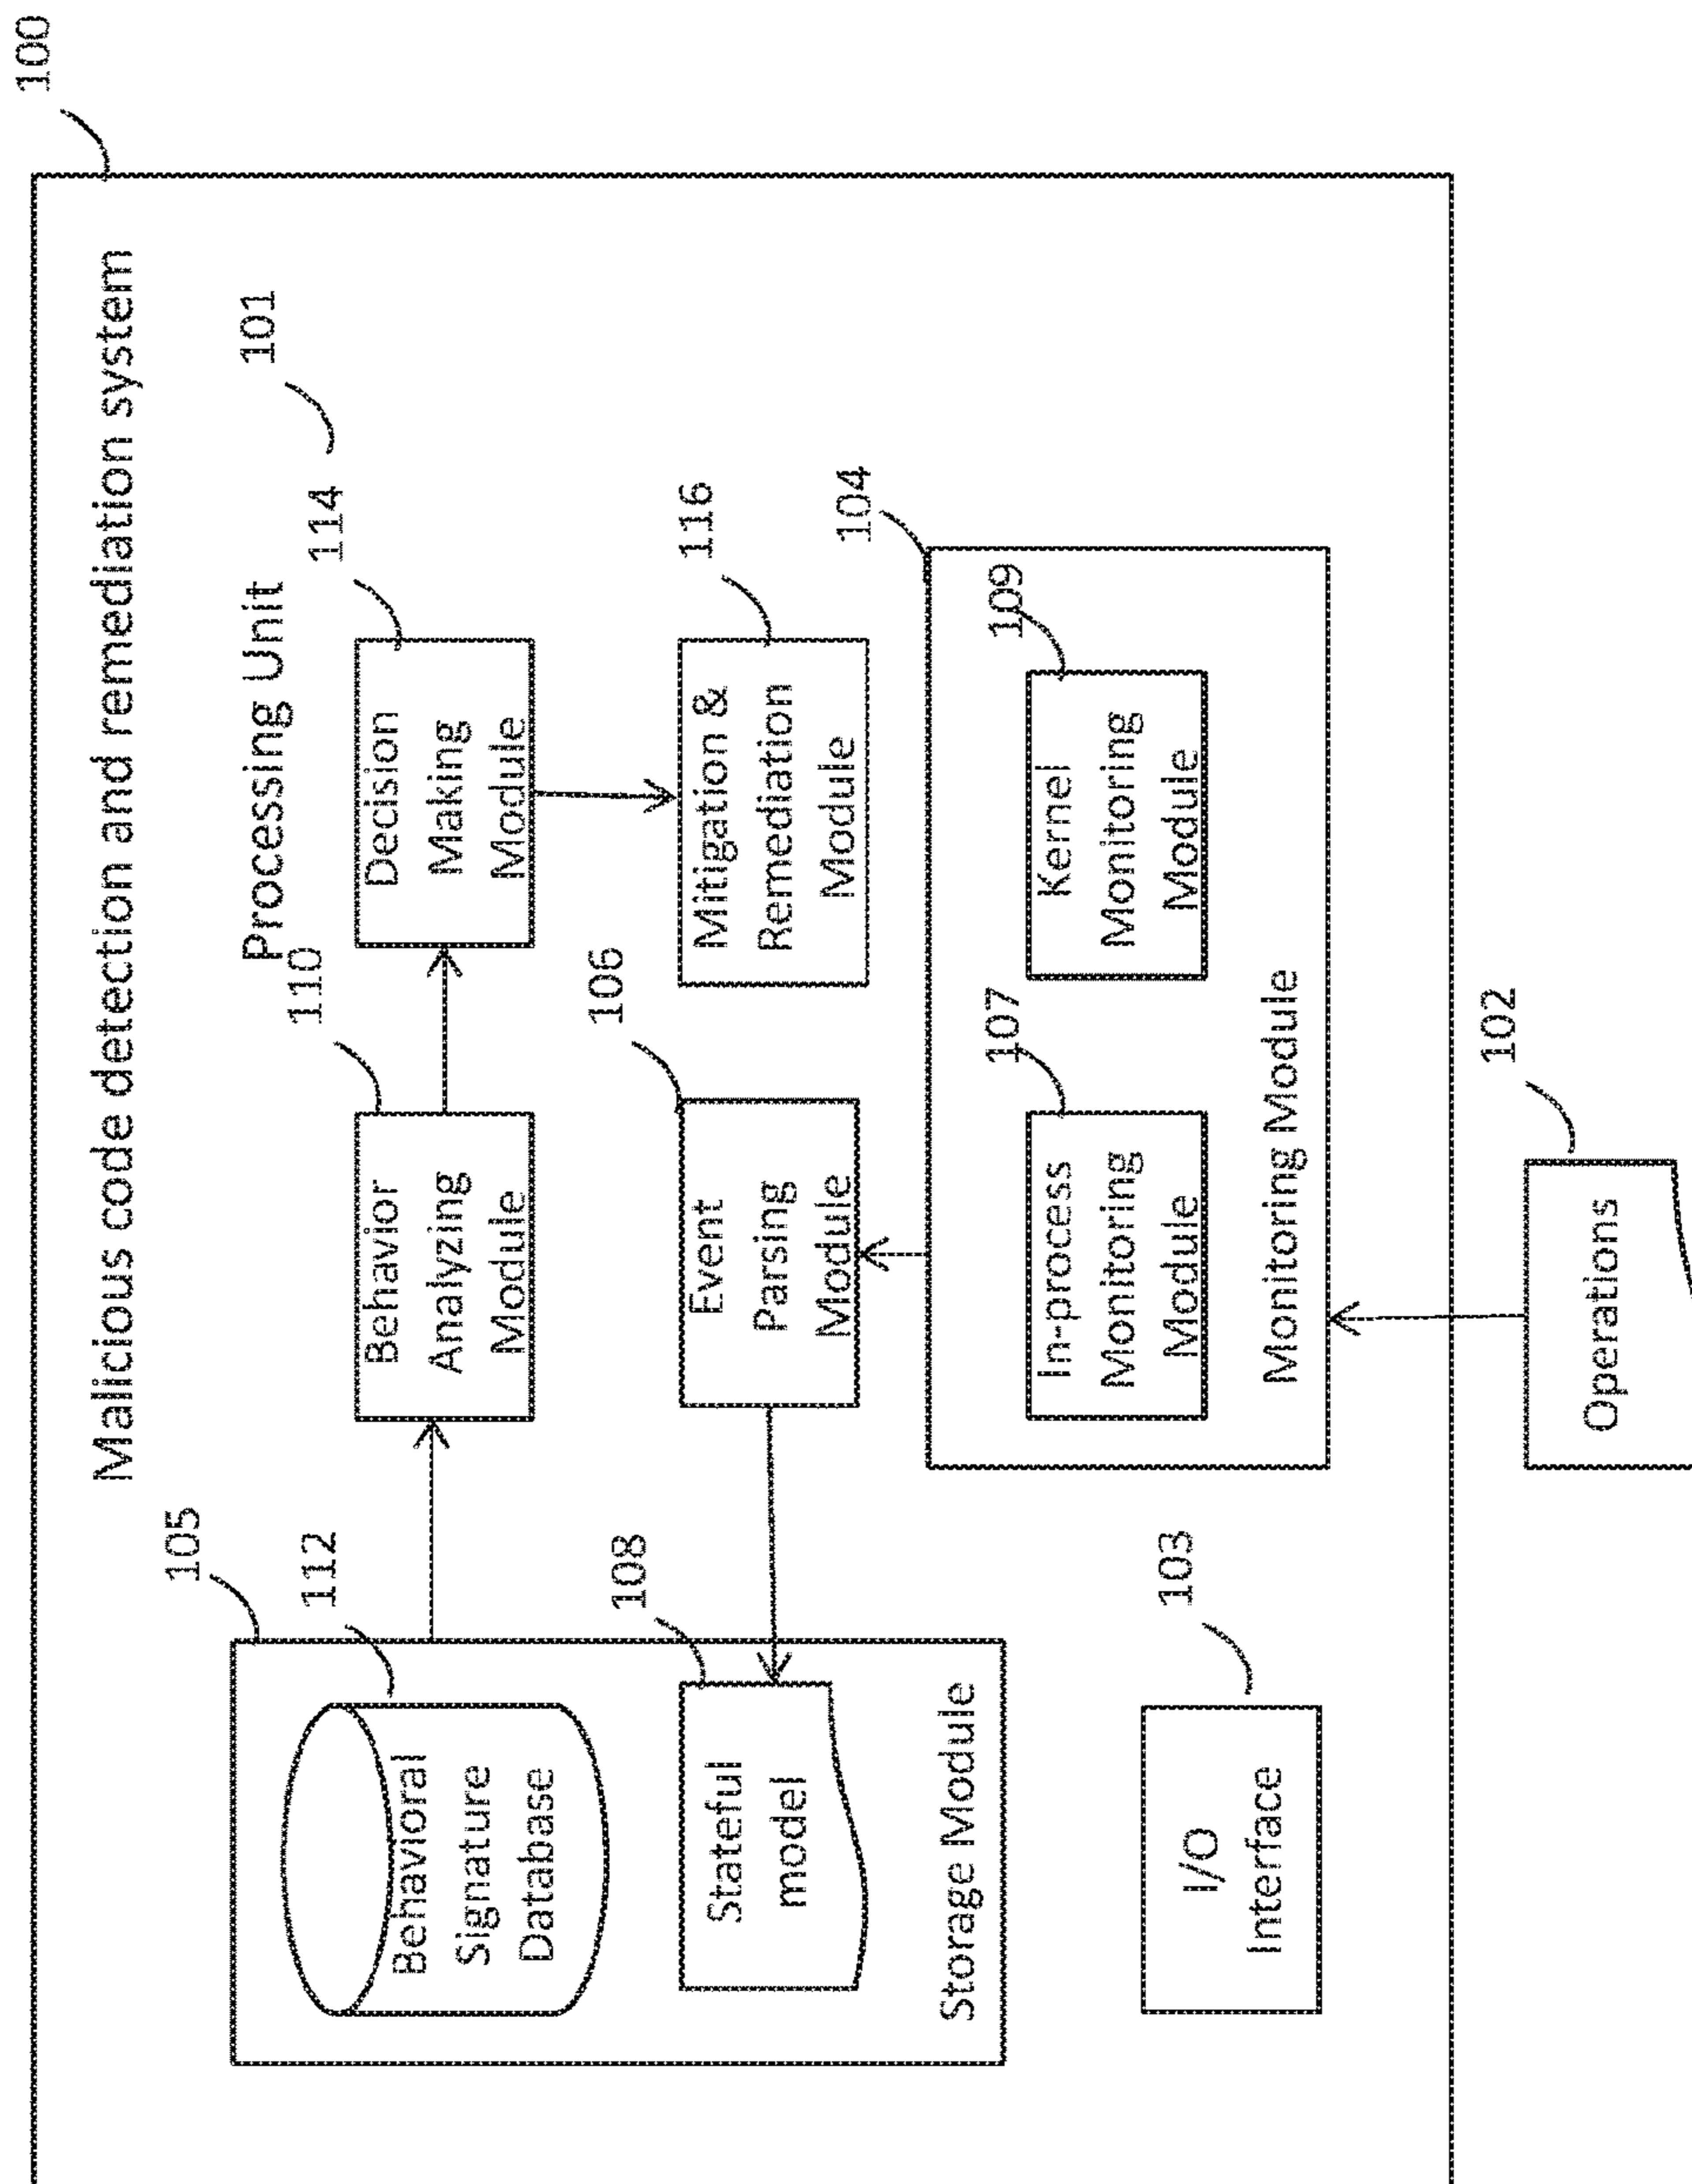 100
Malicious code detection and remediation system
Processing Unit
101
105
112
Behavioral
Signature
Database
108
Stateful
model
Storage Module
110
Behavior
Analyzing
Module
114
Decision
Making
Module
106
Event
Parsing
Module
116
Mitigation &
Remediation
Module
104
107
In-process
Monitoring
Module
109
Kernel
Monitoring
Module
Monitoring Module
103
I/O
Interface
102
Operations